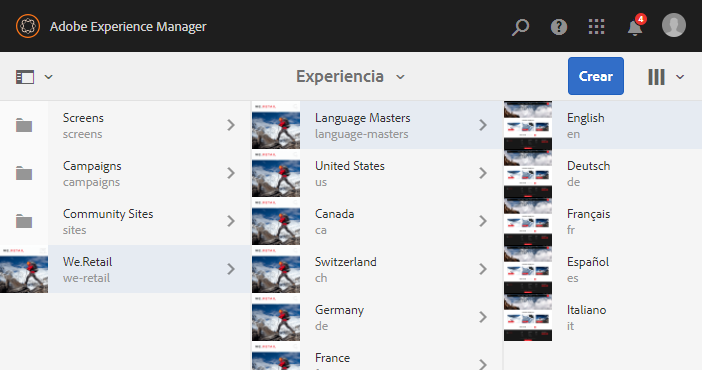 Adobe Experience Manager
4
Experiencia
Crear
Screens
screens
Campaigns
campaigns
Community Sites
sites
We.Retail
we-retail
Language Masters
language-masters
United States
us
Canada
ca
Switzerland
ch
Germany
de
France
English
en
Deutsch
de
Français
fr
Español
es
Italiano
it